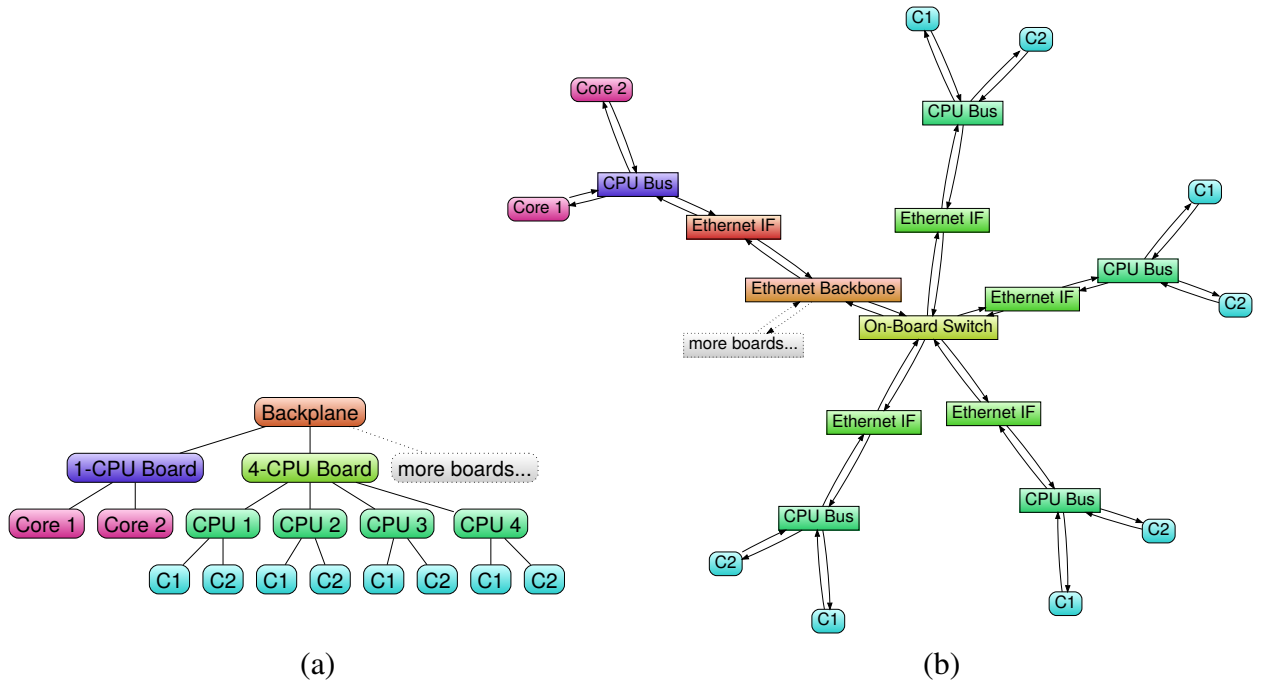 Backplane
1-CPU Board 4-CPU Board more boards...
Core 1 Core 2 CPU 1 CPU 2 CPU 3 CPU 4
C1 C2 C1 C2 C1 C2 C1 C2
(a)
C1
C2
Core 2
CPU Bus
CPU Bus
Core 1
C1
Ethernet IF
Ethernet IF
CPU Bus
Ethernet Backbone
Ethernet IF
C2
On-Board Switch
more boards...
Ethernet IF
Ethernet IF
CPU Bus
CPU Bus
C2
C2
C1
C1
(b)